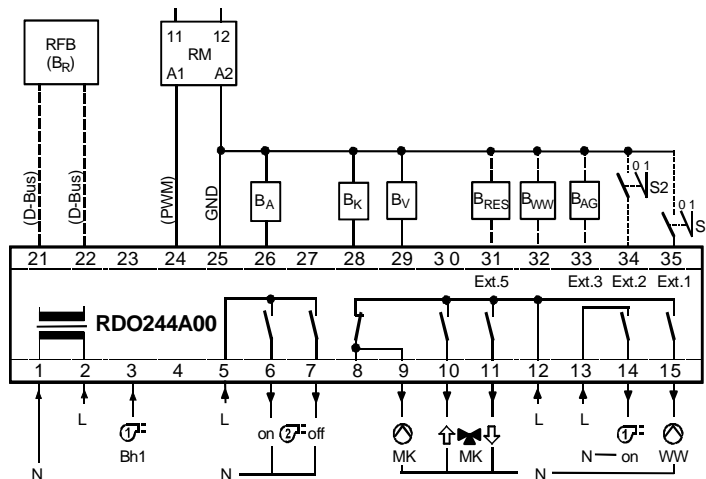 11 12
RFB
(BR)
RM
A1 A2
(D-Bus) (D-Bus) (PWM) GND
0 1
S2
BA BK BV BRES BWW BAG
0 1
S
21 22 23 24 25 26 27 28 29 3 0 31 32 33 34 35
Ext.5 Ext.3 Ext.2 Ext.1
RDO244A00
1 2 3 4 5 6 7 8 9 10 11 12 13 14 15
L L L L
1 on 2 off 1
Bh1 MK MK N on WW
N N N